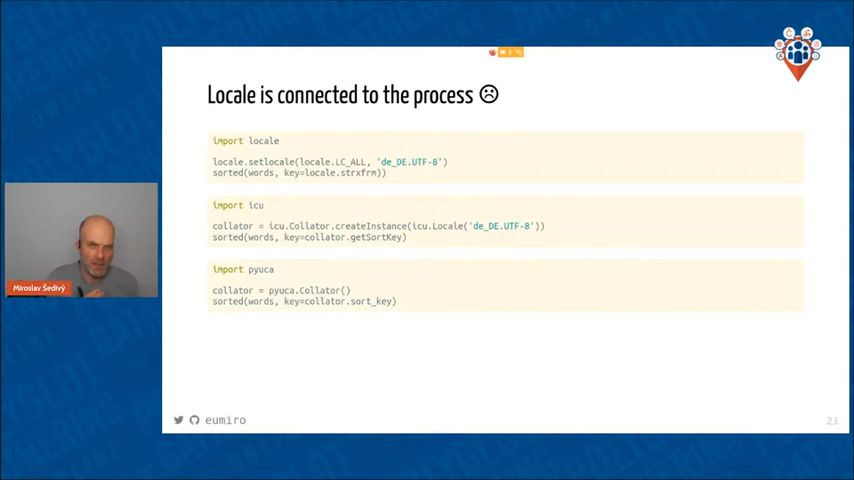 Locale is connected to the process ☹
import locale
locale.setlocale(locale.LC_ALL, 'de_DE.UTF-8')
sorted(words, key=locale.strxfrm))
import icu
collator = icu.Collator.createInstance(icu.Locale('de_DE.UTF-8'))
sorted(words, key=collator.getSortKey)
import pyuca
collator = pyuca.Collator()
sorted(words, key=collator.sort_key)
Miroslav Šedivý
eumiro
23